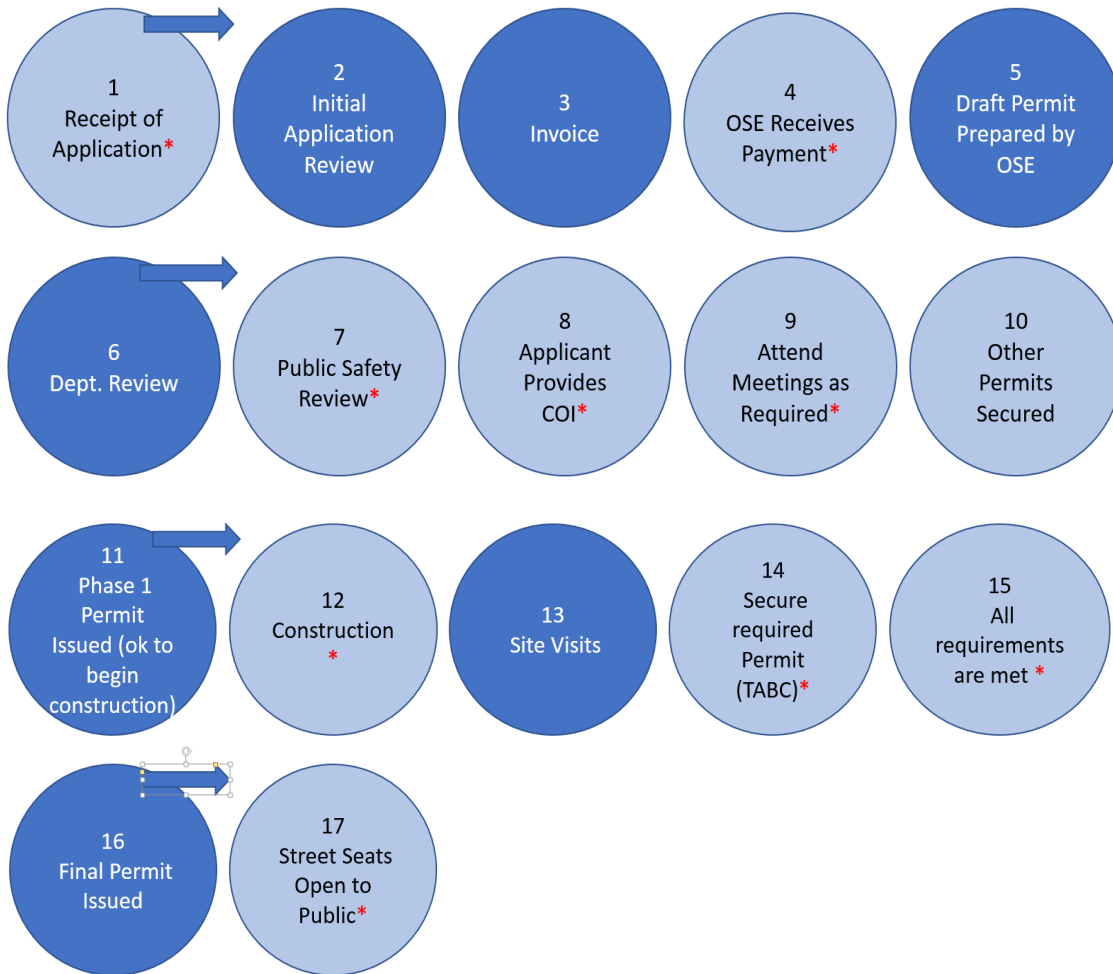 1
Receipt of
Application*
2
Initial
Application
Review
3
Invoice
4
OSE Receives
Payment*
5
Draft Permit
Prepared by
OSE
6
Dept. Review
7
Public Safety
Review*
8
Applicant
Provides
COI*
9
Attend
Meetings as
Required*
10
Other
Permits
Secured
11
Phase 1
Permit
Issued (ok to
begin
construction)
12
Construction
*
13
Site Visits
14
Secure
required
Permit
(TABC)*
15
All
requirements
are met *
16
Final Permit
Issued
17
Street Seats
Open to
Public*